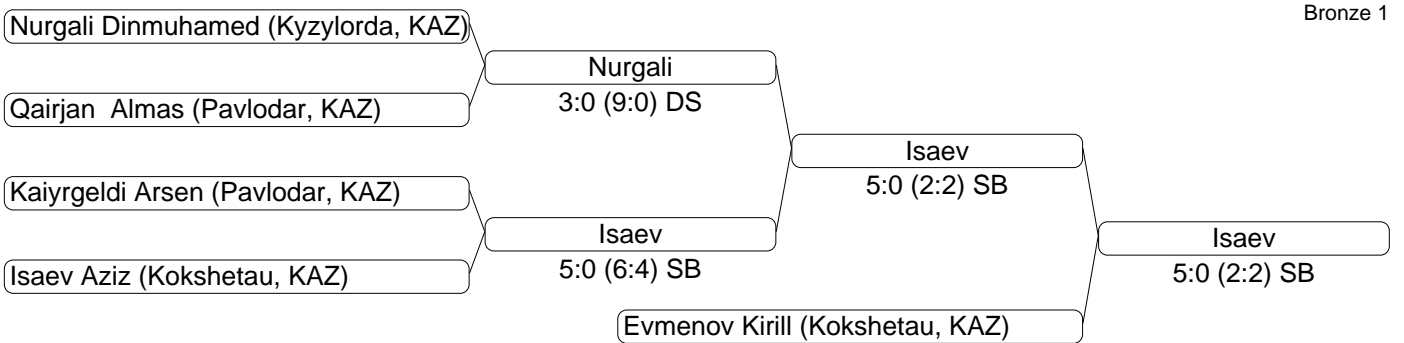 Bronze 1
Nurgali Dinmuhamed (Kyzylorda, KAZ)
Nurgali
3:0 (9:0) DS
Qairjan  Almas (Pavlodar, KAZ)
Isaev
5:0 (2:2) SB
Kaiyrgeldi Arsen (Pavlodar, KAZ)
Isaev
5:0 (6:4) SB
Isaev Aziz (Kokshetau, KAZ)
Isaev
5:0 (2:2) SB
Evmenov Kirill (Kokshetau, KAZ)